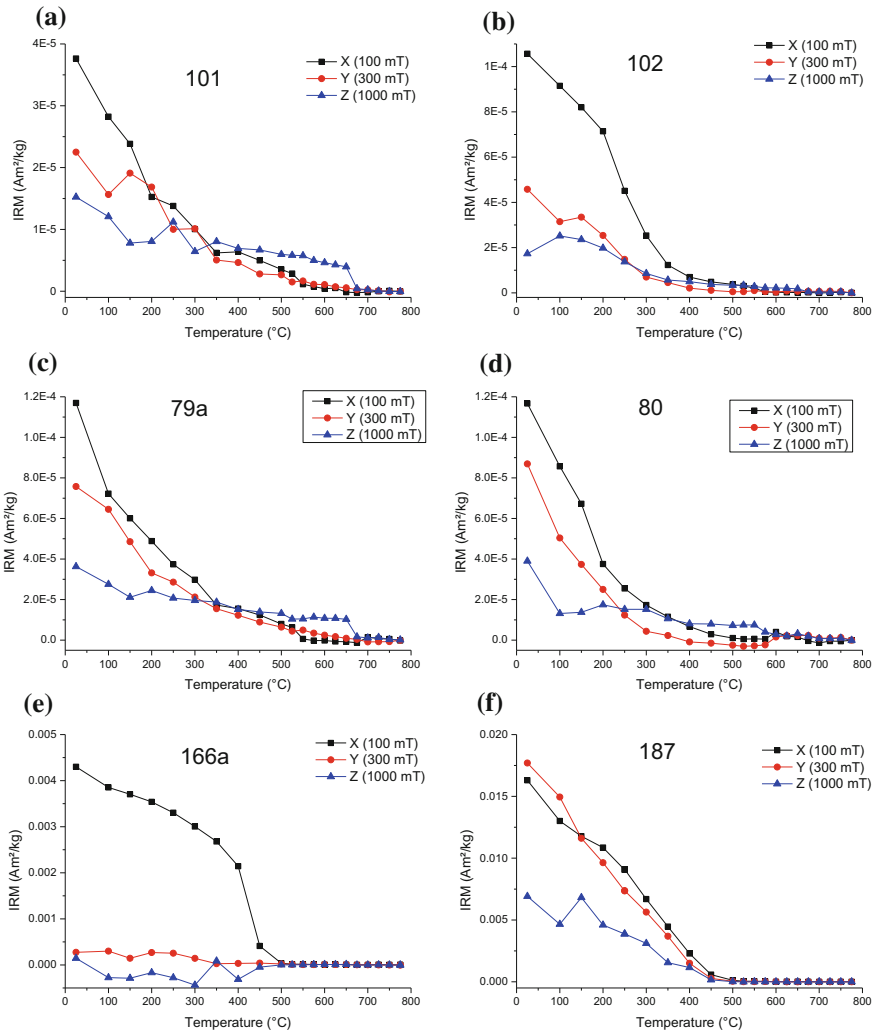 (a)
101
X (100 mT)
Y (300 mT)
Z (1000 mT)
4E-5
3E-5
2E-5
1E-5
0
IRM (Am²/kg)
0 100 200 300 400 500 600 700 800
Temperature (°C)
(b)
102
X (100 mT)
Y (300 mT)
Z (1000 mT)
1E-4
8E-5
6E-5
4E-5
2E-5
0
IRM (Am²/kg)
0 100 200 300 400 500 600 700 800
Temperature (°C)
(c)
79a
X (100 mT)
Y (300 mT)
Z (1000 mT)
1.2E-4
1.0E-4
8.0E-5
6.0E-5
4.0E-5
2.0E-5
0.0
IRM (Am²/kg)
0 100 200 300 400 500 600 700 800
Temperature (°C)
(d)
80
X (100 mT)
Y (300 mT)
Z (1000 mT)
1.2E-4
1.0E-4
8.0E-5
6.0E-5
4.0E-5
2.0E-5
0.0
IRM (Am²/kg)
0 100 200 300 400 500 600 700 800
Temperature (°C)
(e)
166a
X (100 mT)
Y (300 mT)
Z (1000 mT)
0.005
0.004
0.003
0.002
0.001
0.000
IRM (Am²/kg)
0 100 200 300 400 500 600 700 800
Temperature (°C)
(f)
187
X (100 mT)
Y (300 mT)
Z (1000 mT)
0.020
0.015
0.010
0.005
0.000
IRM (Am²/kg)
0 100 200 300 400 500 600 700 800
Temperature (°C)